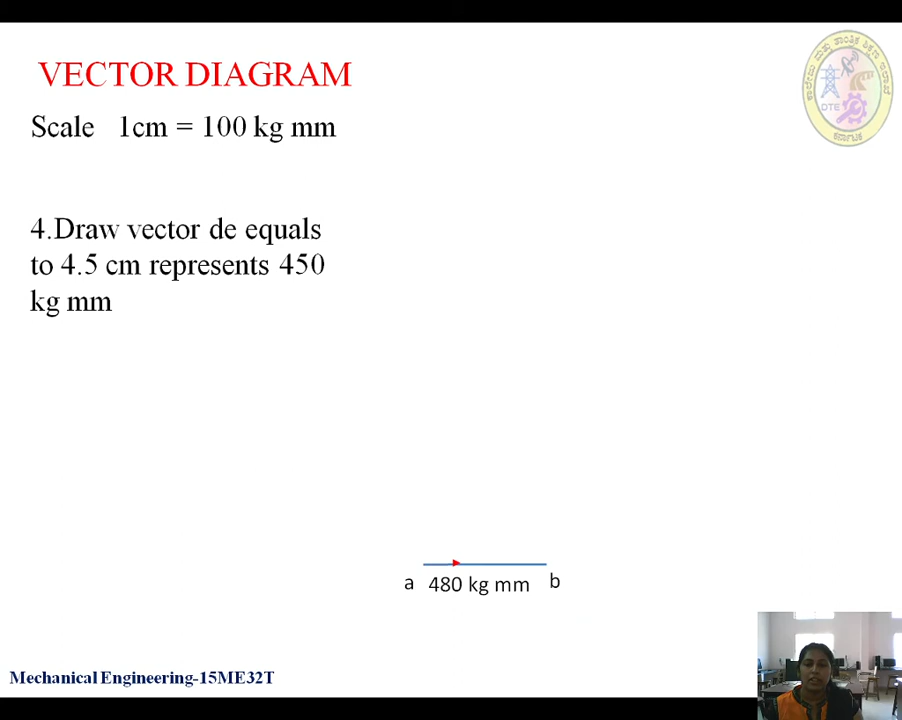 VECTOR DIAGRAM
Scale 1cm = 100 kg mm
4.Draw vector de equals
to 4.5 cm represents 450
kg mm
a 480 kg mm b
DTE
Mechanical Engineering-15ME32T